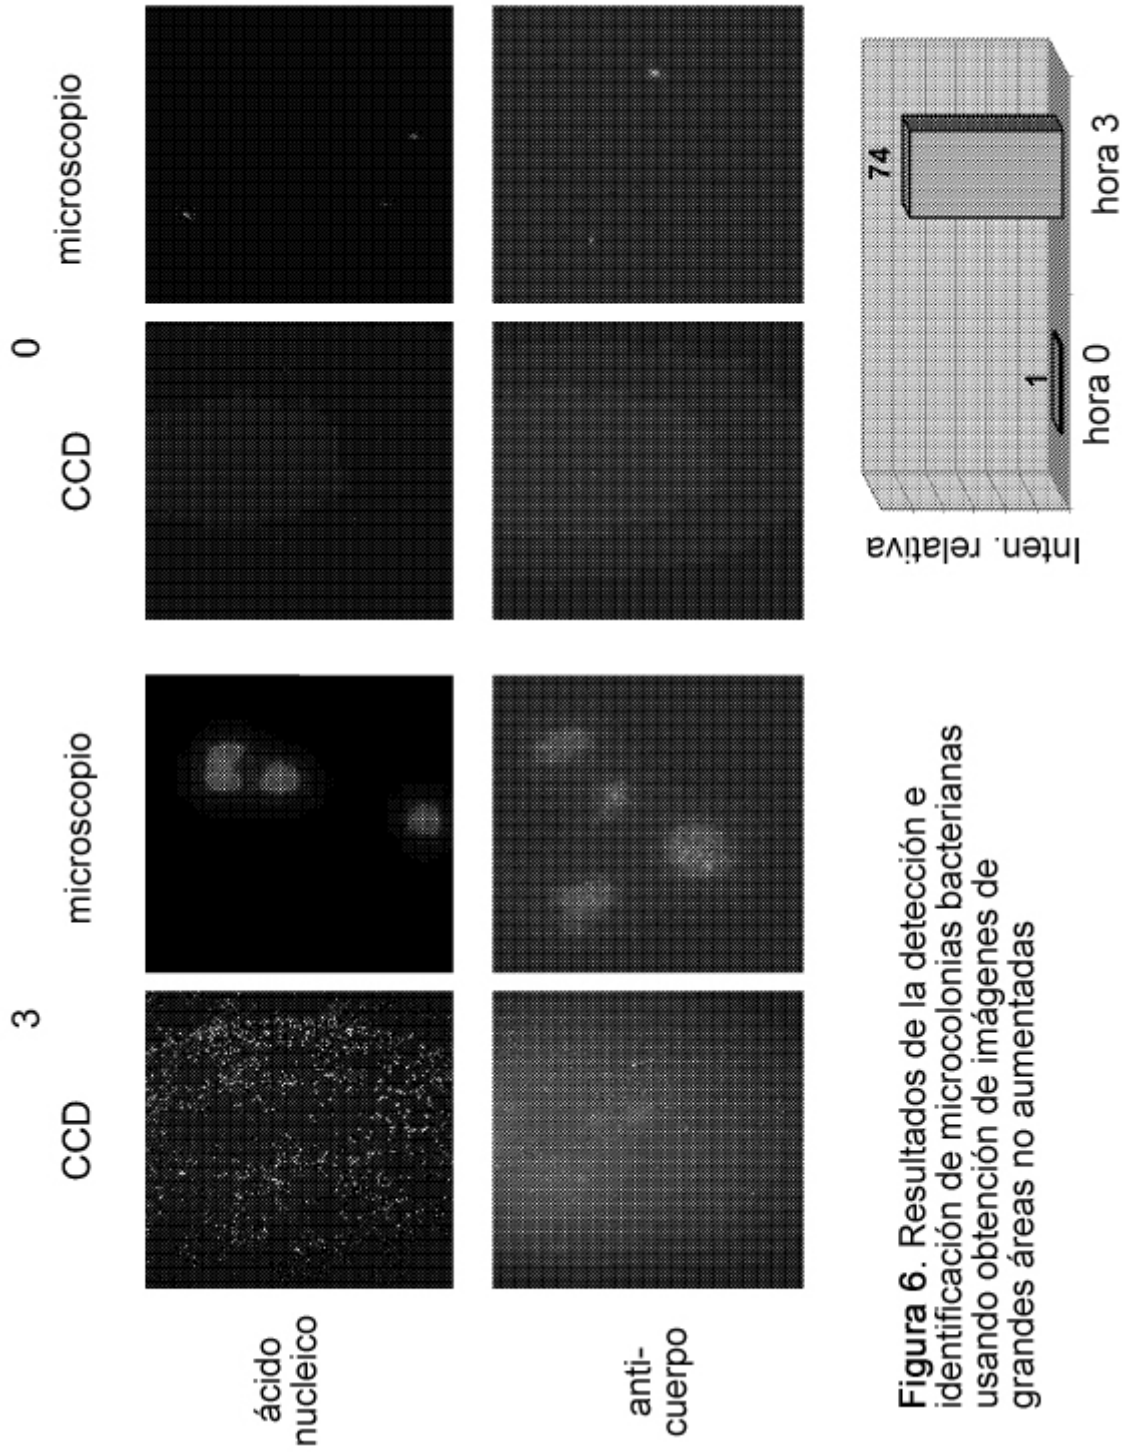 3
0
CCD
microscopio
CCD
microscopio
ácido
nucleico
anti-
cuerpo
Figura 6. Resultados de la detección e
identificación de microcolonias bacterianas
usando obtención de imágenes de
grandes áreas no aumentadas
Inten. relativa
1
74
hora 0
hora 3